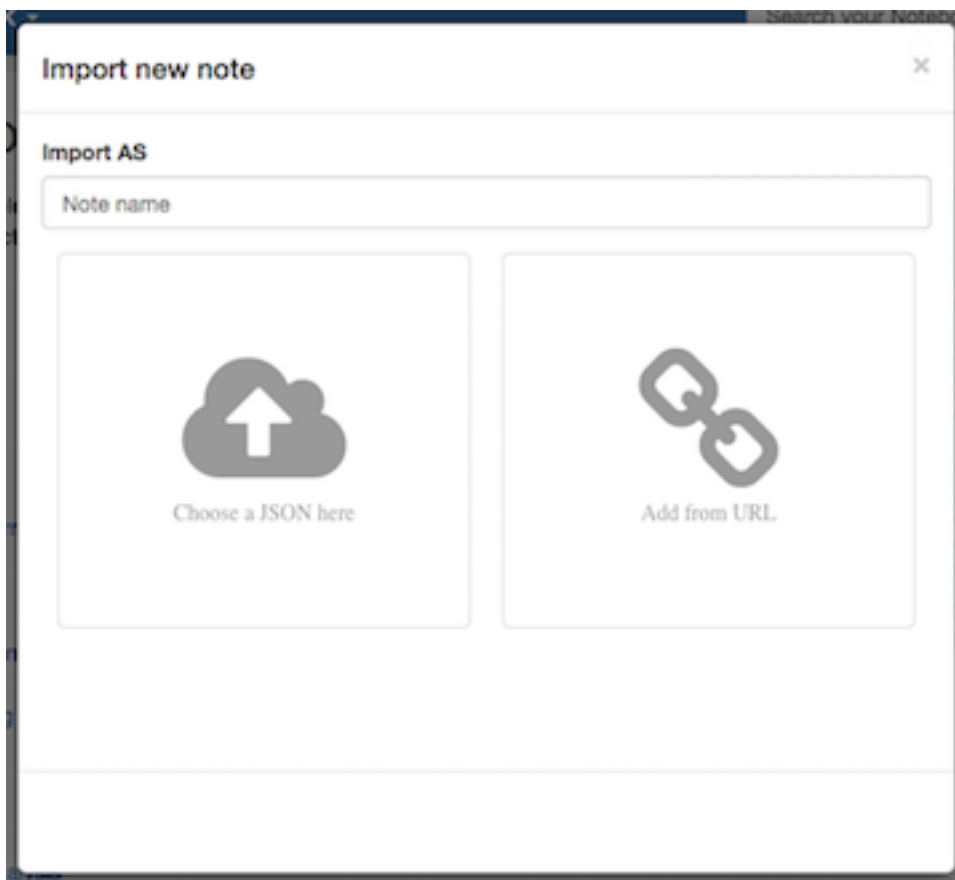 Search your Noteb
Import new note
×
Import AS
Note name
Choose a JSON here
Add from URL